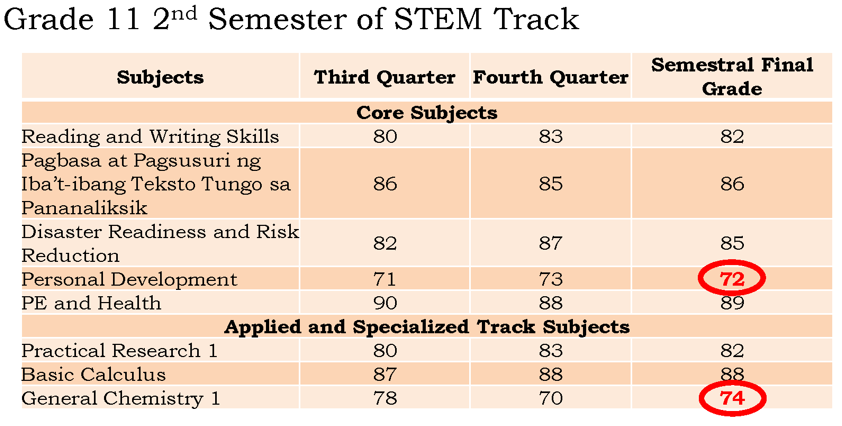 Grade 11 2nd Semester of STEM Track
Subjects Third Quarter Fourth Quarter Semestral Final Grade
Core Subjects
Reading and Writing Skills 80 83 82
Pagbasa at Pagsusuri ng
Iba't-ibang Teksto Tungo sa 86 85 86
Pananaliksik
Disaster Readiness and Risk
Reduction 82 87 85
Personal Development 71 73 72
PE and Health 90 88 89
Applied and Specialized Track Subjects
Practical Research 1 80 83 82
Basic Calculus 87 88 88
General Chemistry 1 78 70 74